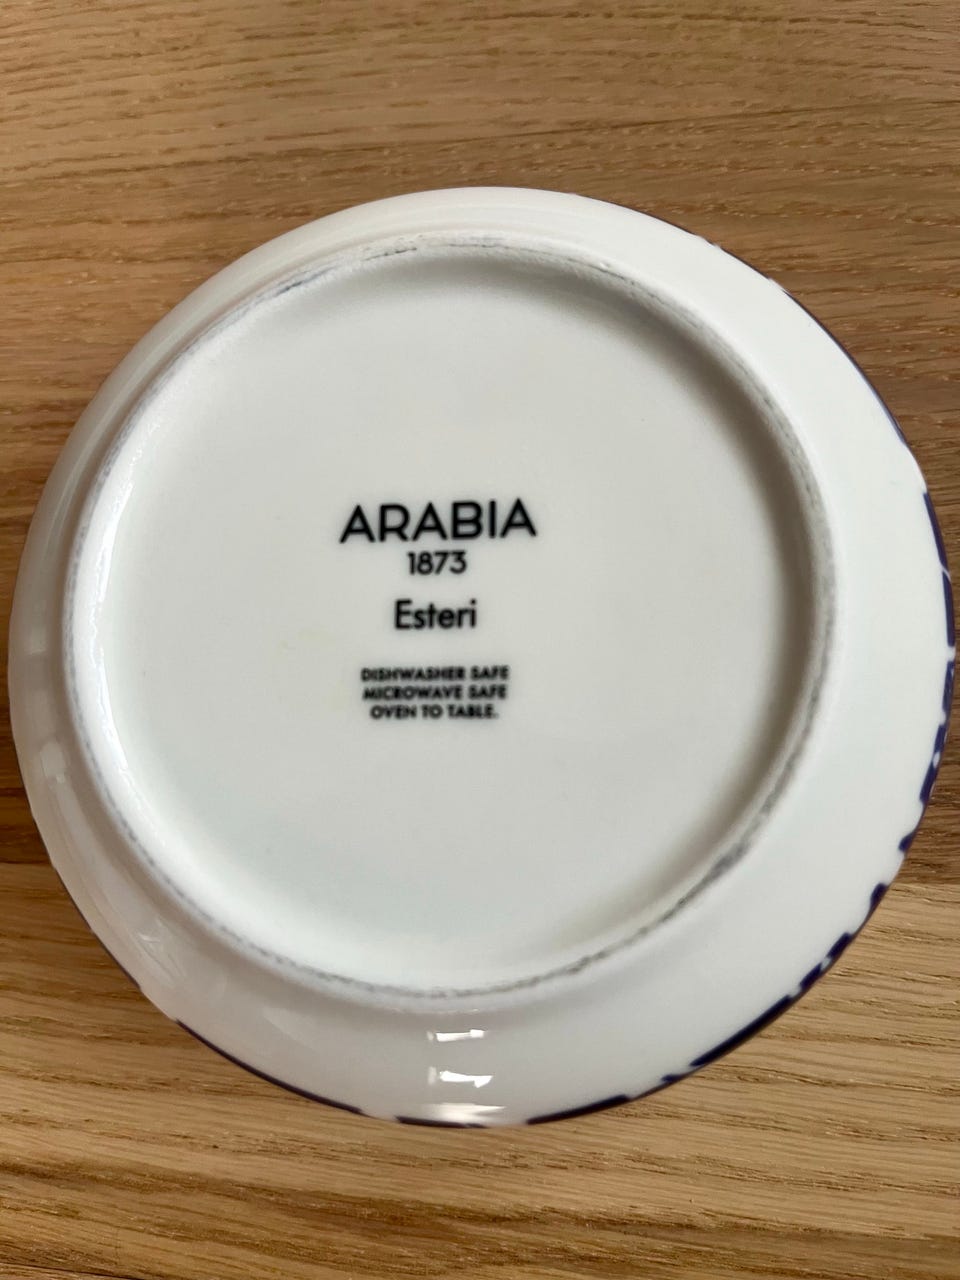 ARABIA
1873
Esteri
DISHWASHER SAFE
MICROWAVE SAFE
OVEN TO TABLE.